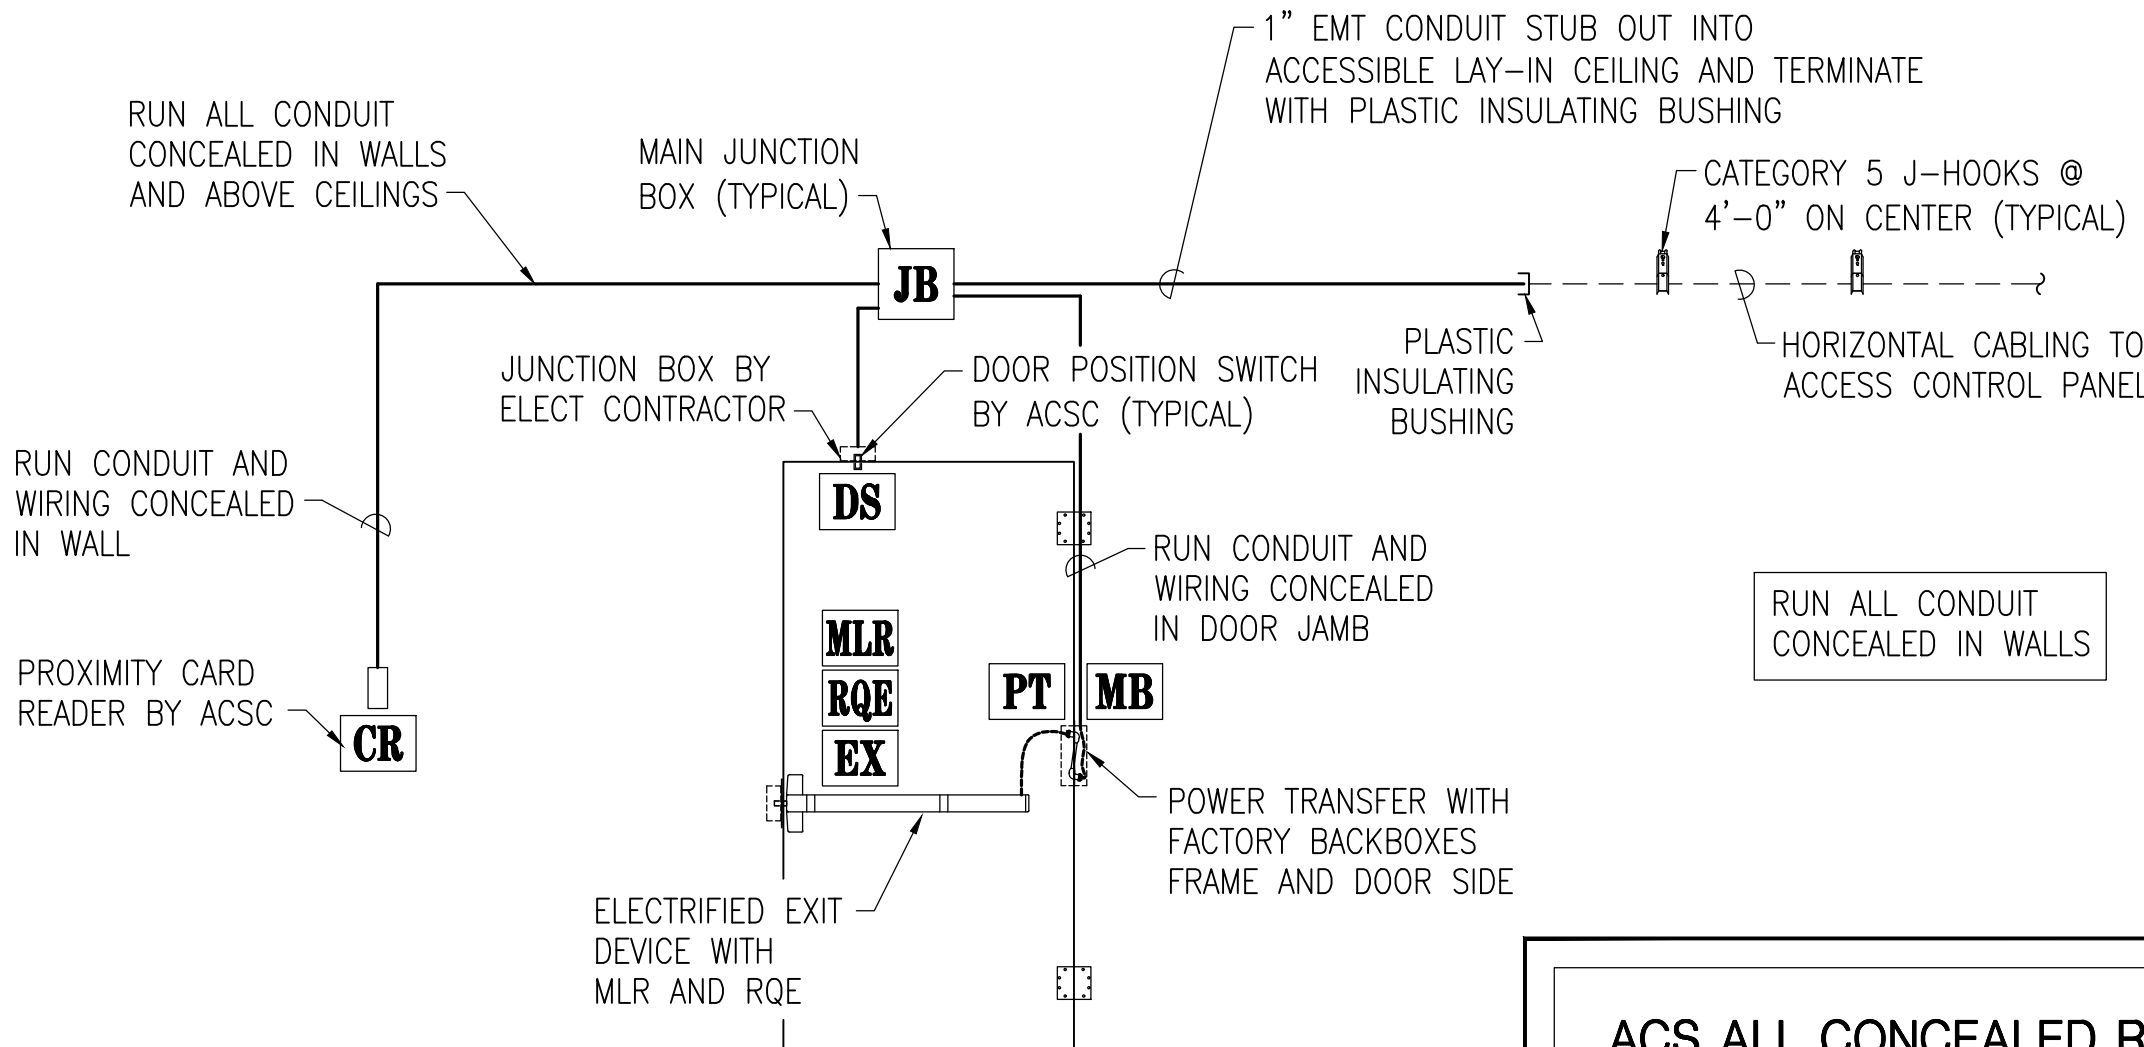 1” EMT CONDUIT STUB OUT INTO
ACCESSIBLE LAY-IN CEILING AND TERMINATE
WITH PLASTIC INSULATING BUSHING
RUN ALL CONDUIT
CONCEALED IN WALLS
AND ABOVE CEILINGS
MAIN JUNCTION
BOX (TYPICAL)
CATEGORY 5 J-HOOKS @
4'-0” ON CENTER (TYPICAL)
JB
JUNCTION BOX BY
ELECT CONTRACTOR
DOOR POSITION SWITCH
BY ACSC (TYPICAL)
PLASTIC
INSULATING
BUSHING
HORIZONTAL CABLING TO
ACCESS CONTROL PANEL
RUN CONDUIT AND
WIRING CONCEALED
IN WALL
DS
RUN CONDUIT AND
WIRING CONCEALED
IN DOOR JAMB
RUN ALL CONDUIT
CONCEALED IN WALLS
MLR
RQE
EX
PT
MB
PROXIMITY CARD
READER BY ACSC
CR
POWER TRANSFER WITH
FACTORY BACKBOXES
FRAME AND DOOR SIDE
ELECTRIFIED EXIT
DEVICE WITH
MLR AND RQE
ACS ALL CONCEALED